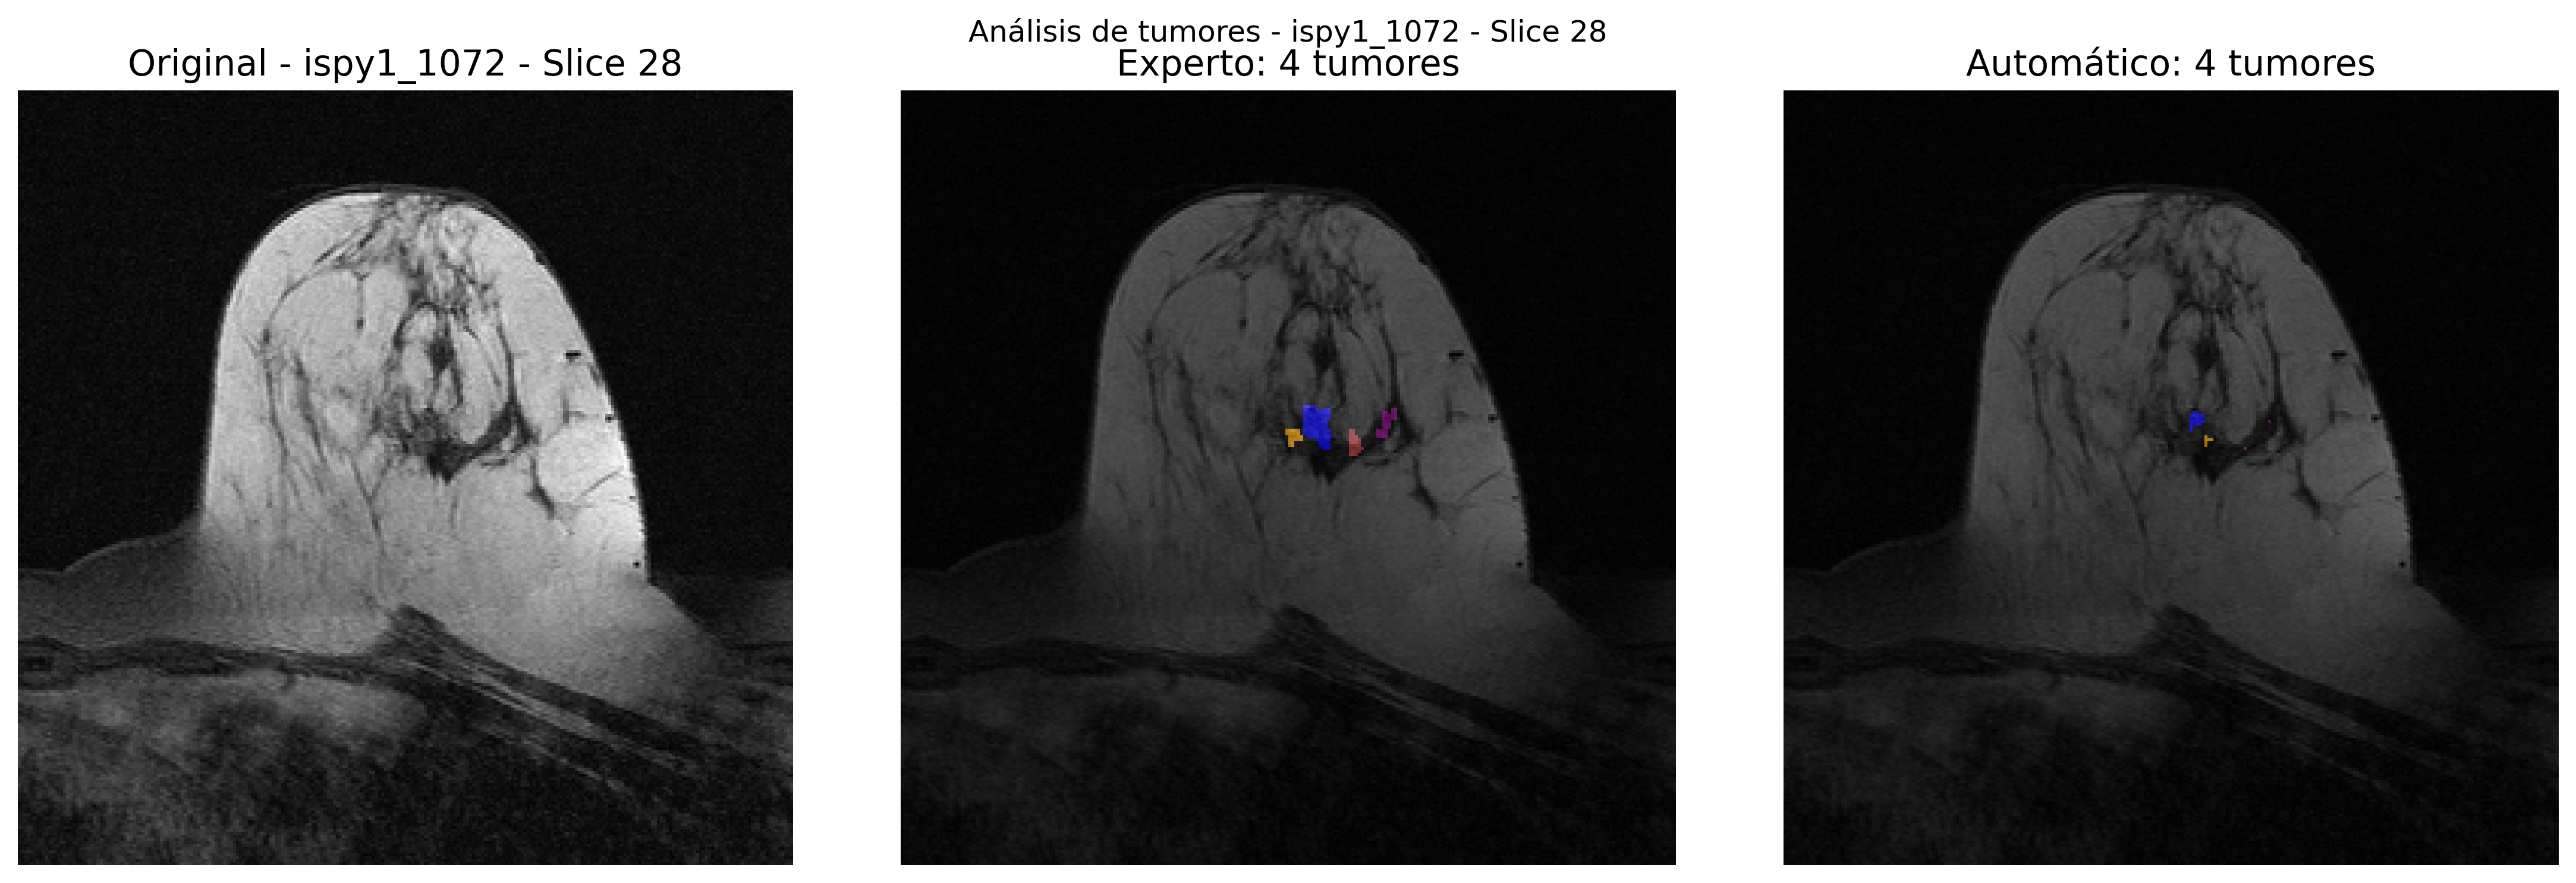 Análisis de tumores - ispy1_1072 - Slice 28
Original - ispy1_1072 - Slice 28
Experto: 4 tumores
Automático: 4 tumores